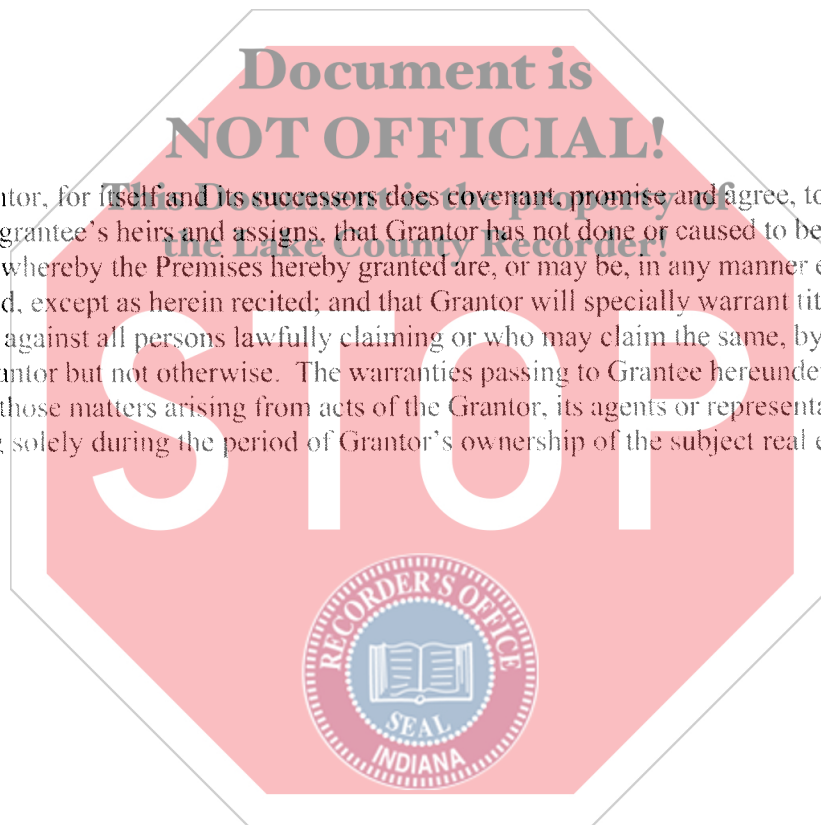 Document is
NOT OFFICIAL!
This Document is the property of
the Lake County Recorder!
ntor, for itself and its successors does covenant, promise and agree, to
grantee's heirs and assigns, that Grantor has not done or caused to be
whereby the Premises hereby granted are, or may be, in any manner e
d, except as herein recited; and that Grantor will specially warrant tit
against all persons lawfully claiming or who may claim the same, by
antor but not otherwise. The warranties passing to Grantee hereunde
those matters arising from acts of the Grantor, its agents or representa
solely during the period of Grantor's ownership of the subject real e
STOP
RECORDER'S OFFICE
SEAL
INDIANA